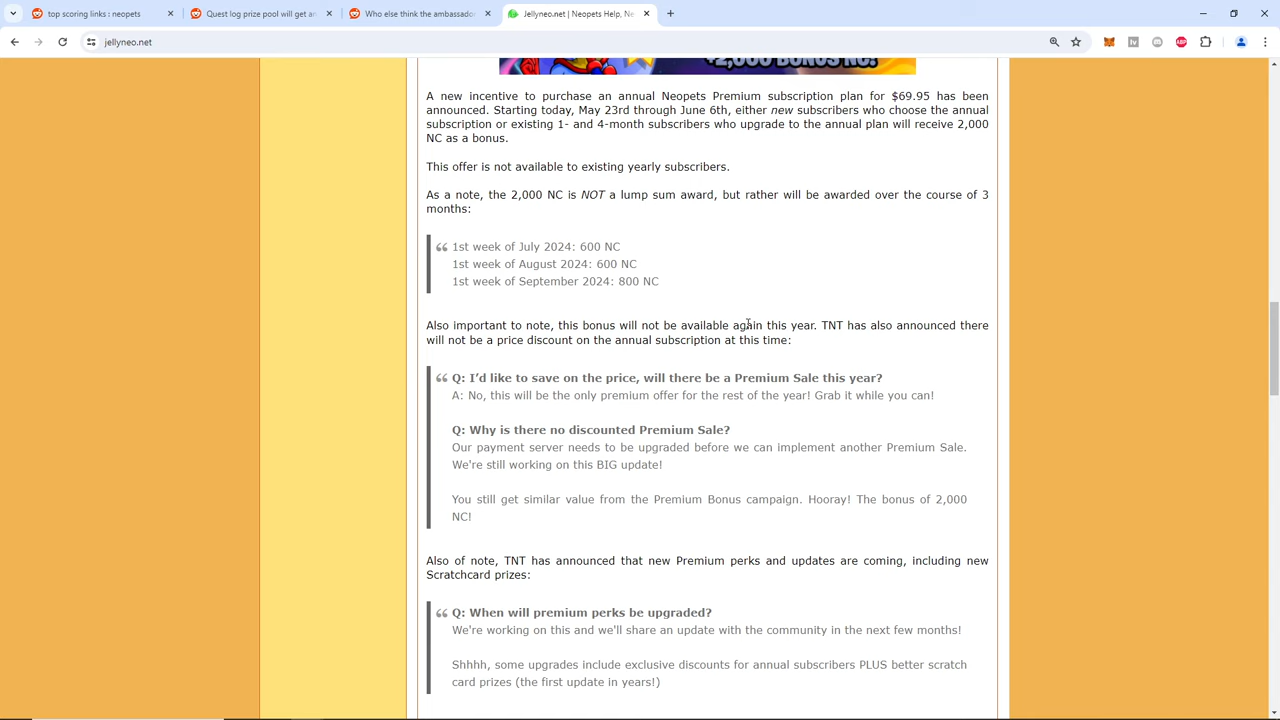 top scoring links : neopets
Quest log prize pool will get an
Who else think the ambassado
Jellyneo.net | Neopets Help, Ne
jellyneo.net
+2,000 BONUS NC!
A new incentive to purchase an annual Neopets Premium subscription plan for $69.95 has been
announced. Starting today, May 23rd through June 6th, either new subscribers who choose the annual
subscription or existing 1- and 4-month subscribers who upgrade to the annual plan will receive 2,000
NC as a bonus.
This offer is not available to existing yearly subscribers.
As a note, the 2,000 NC is NOT a lump sum award, but rather will be awarded over the course of 3
months:
1st week of July 2024: 600 NC
1st week of August 2024: 600 NC
1st week of September 2024: 800 NC
Also important to note, this bonus will not be available again this year. TNT has also announced there
will not be a price discount on the annual subscription at this time:
Q: I’d like to save on the price, will there be a Premium Sale this year?
A: No, this will be the only premium offer for the rest of the year! Grab it while you can!
Q: Why is there no discounted Premium Sale?
Our payment server needs to be upgraded before we can implement another Premium Sale.
We're still working on this BIG update!
You still get similar value from the Premium Bonus campaign. Hooray! The bonus of 2,000
NC!
Also of note, TNT has announced that new Premium perks and updates are coming, including new
Scratchcard prizes:
Q: When will premium perks be upgraded?
We're working on this and we'll share an update with the community in the next few months!
Shhhh, some upgrades include exclusive discounts for annual subscribers PLUS better scratch
card prizes (the first update in years!)